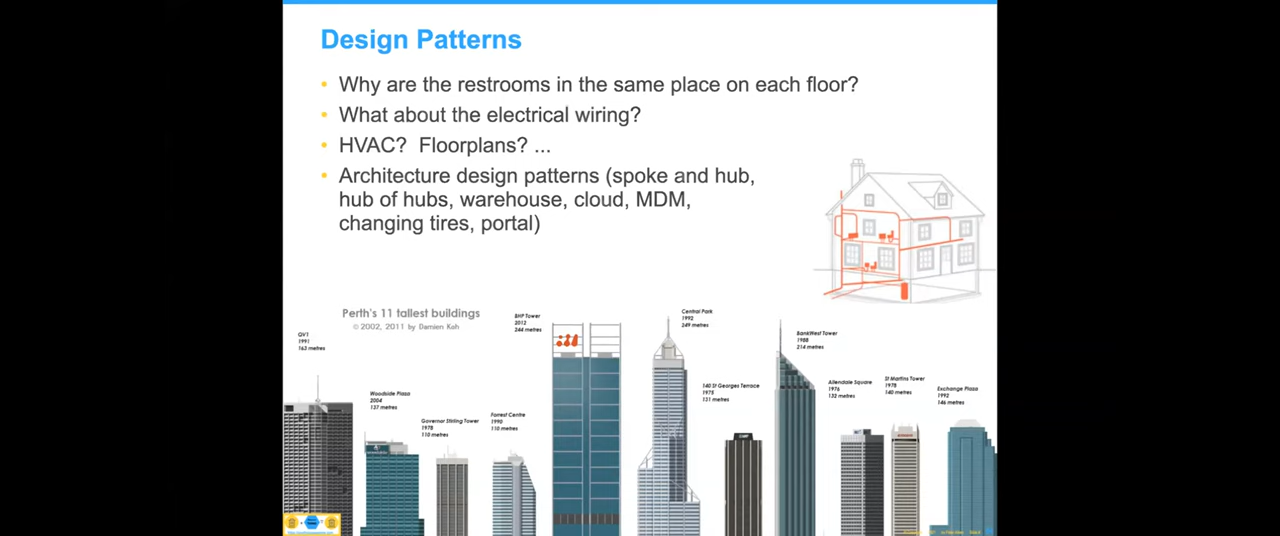 Design Patterns
• Why are the restrooms in the same place on each floor?
• What about the electrical wiring?
• HVAC? Floorplans? ...
• Architecture design patterns (spoke and hub,
hub of hubs, warehouse, cloud, MDM,
changing tires, portal)
Perth's 11 tallest buildings
© 2002, 2011 by Damien Koh
QV1
1991
163 metres
Woodside Plaza
2004
137 metres
Governor Stirling Tower
1978
110 metres
Forrest Centre
1990
110 metres
BHP Tower
2012
244 metres
Central Park
1992
249 metres
140 St Georges Terrace
1975
131 metres
BankWest Tower
1988
214 metres
Allendale Square
1976
132 metres
St Martins Tower
1978
140 metres
Exchange Plaza
1992
146 metres